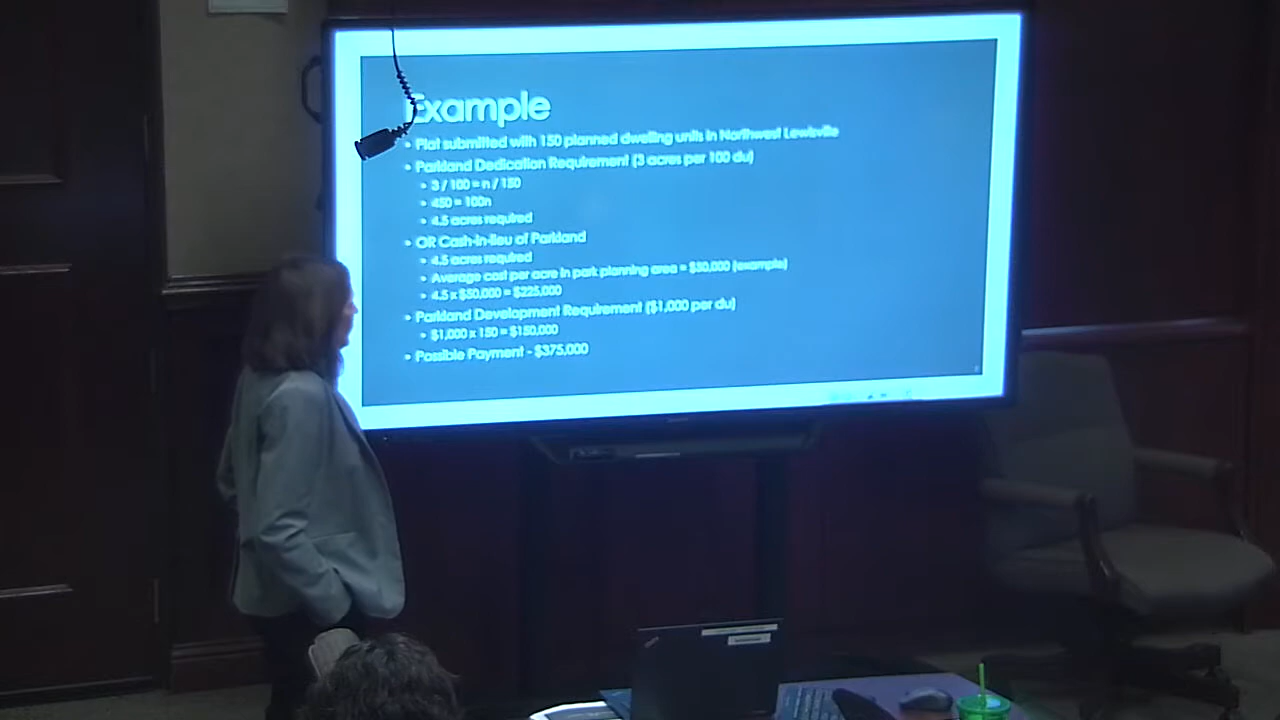 Example
• Plat submitted with 150 planned dwelling units in Northwest Lewisville
• Parkland Dedication Requirement (3 acres per 100 du)
• 3 / 100 = n / 150
• 450 = 100n
• 4.5 acres required
• OR Cash-in-lieu of Parkland
• 4.5 acres required
• Average cost per acre in park planning area = $50,000 (example)
• 4.5 x $50,000 = $225,000
• Parkland Development Requirement ($1,000 per du)
• $1,000 x 150 = $150,000
• Possible Payment - $375,000